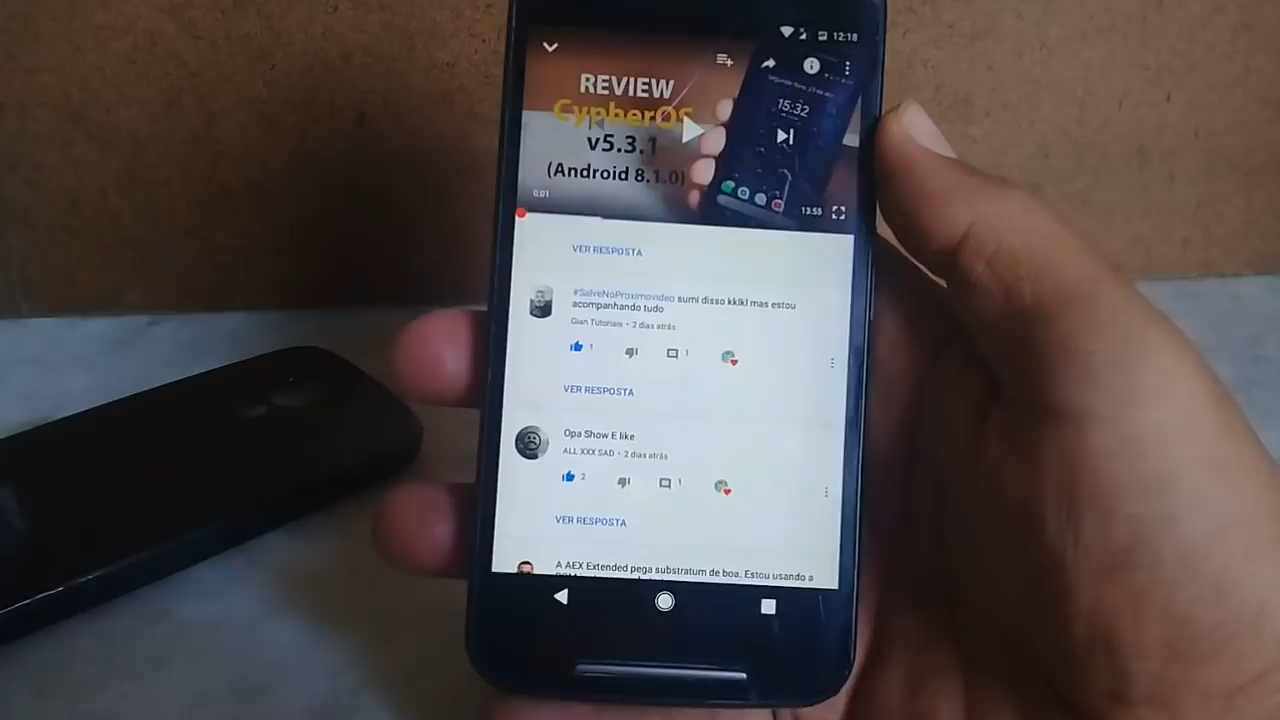 12:18
REVIEW
CypherOS
v5.3.1
(Android 8.1.0)
15:32
0:01
13:55
VER RESPOSTA
#SalveNoProximovideo sumi disso kklkl mas estou
acompanhando tudo
Gian Tutoriais • 2 dias atrás
1
1
VER RESPOSTA
Opa Show E like
ALL XXX SAD • 2 dias atrás
2
1
VER RESPOSTA
A AEX Extended pega substratum de boa. Estou usando a